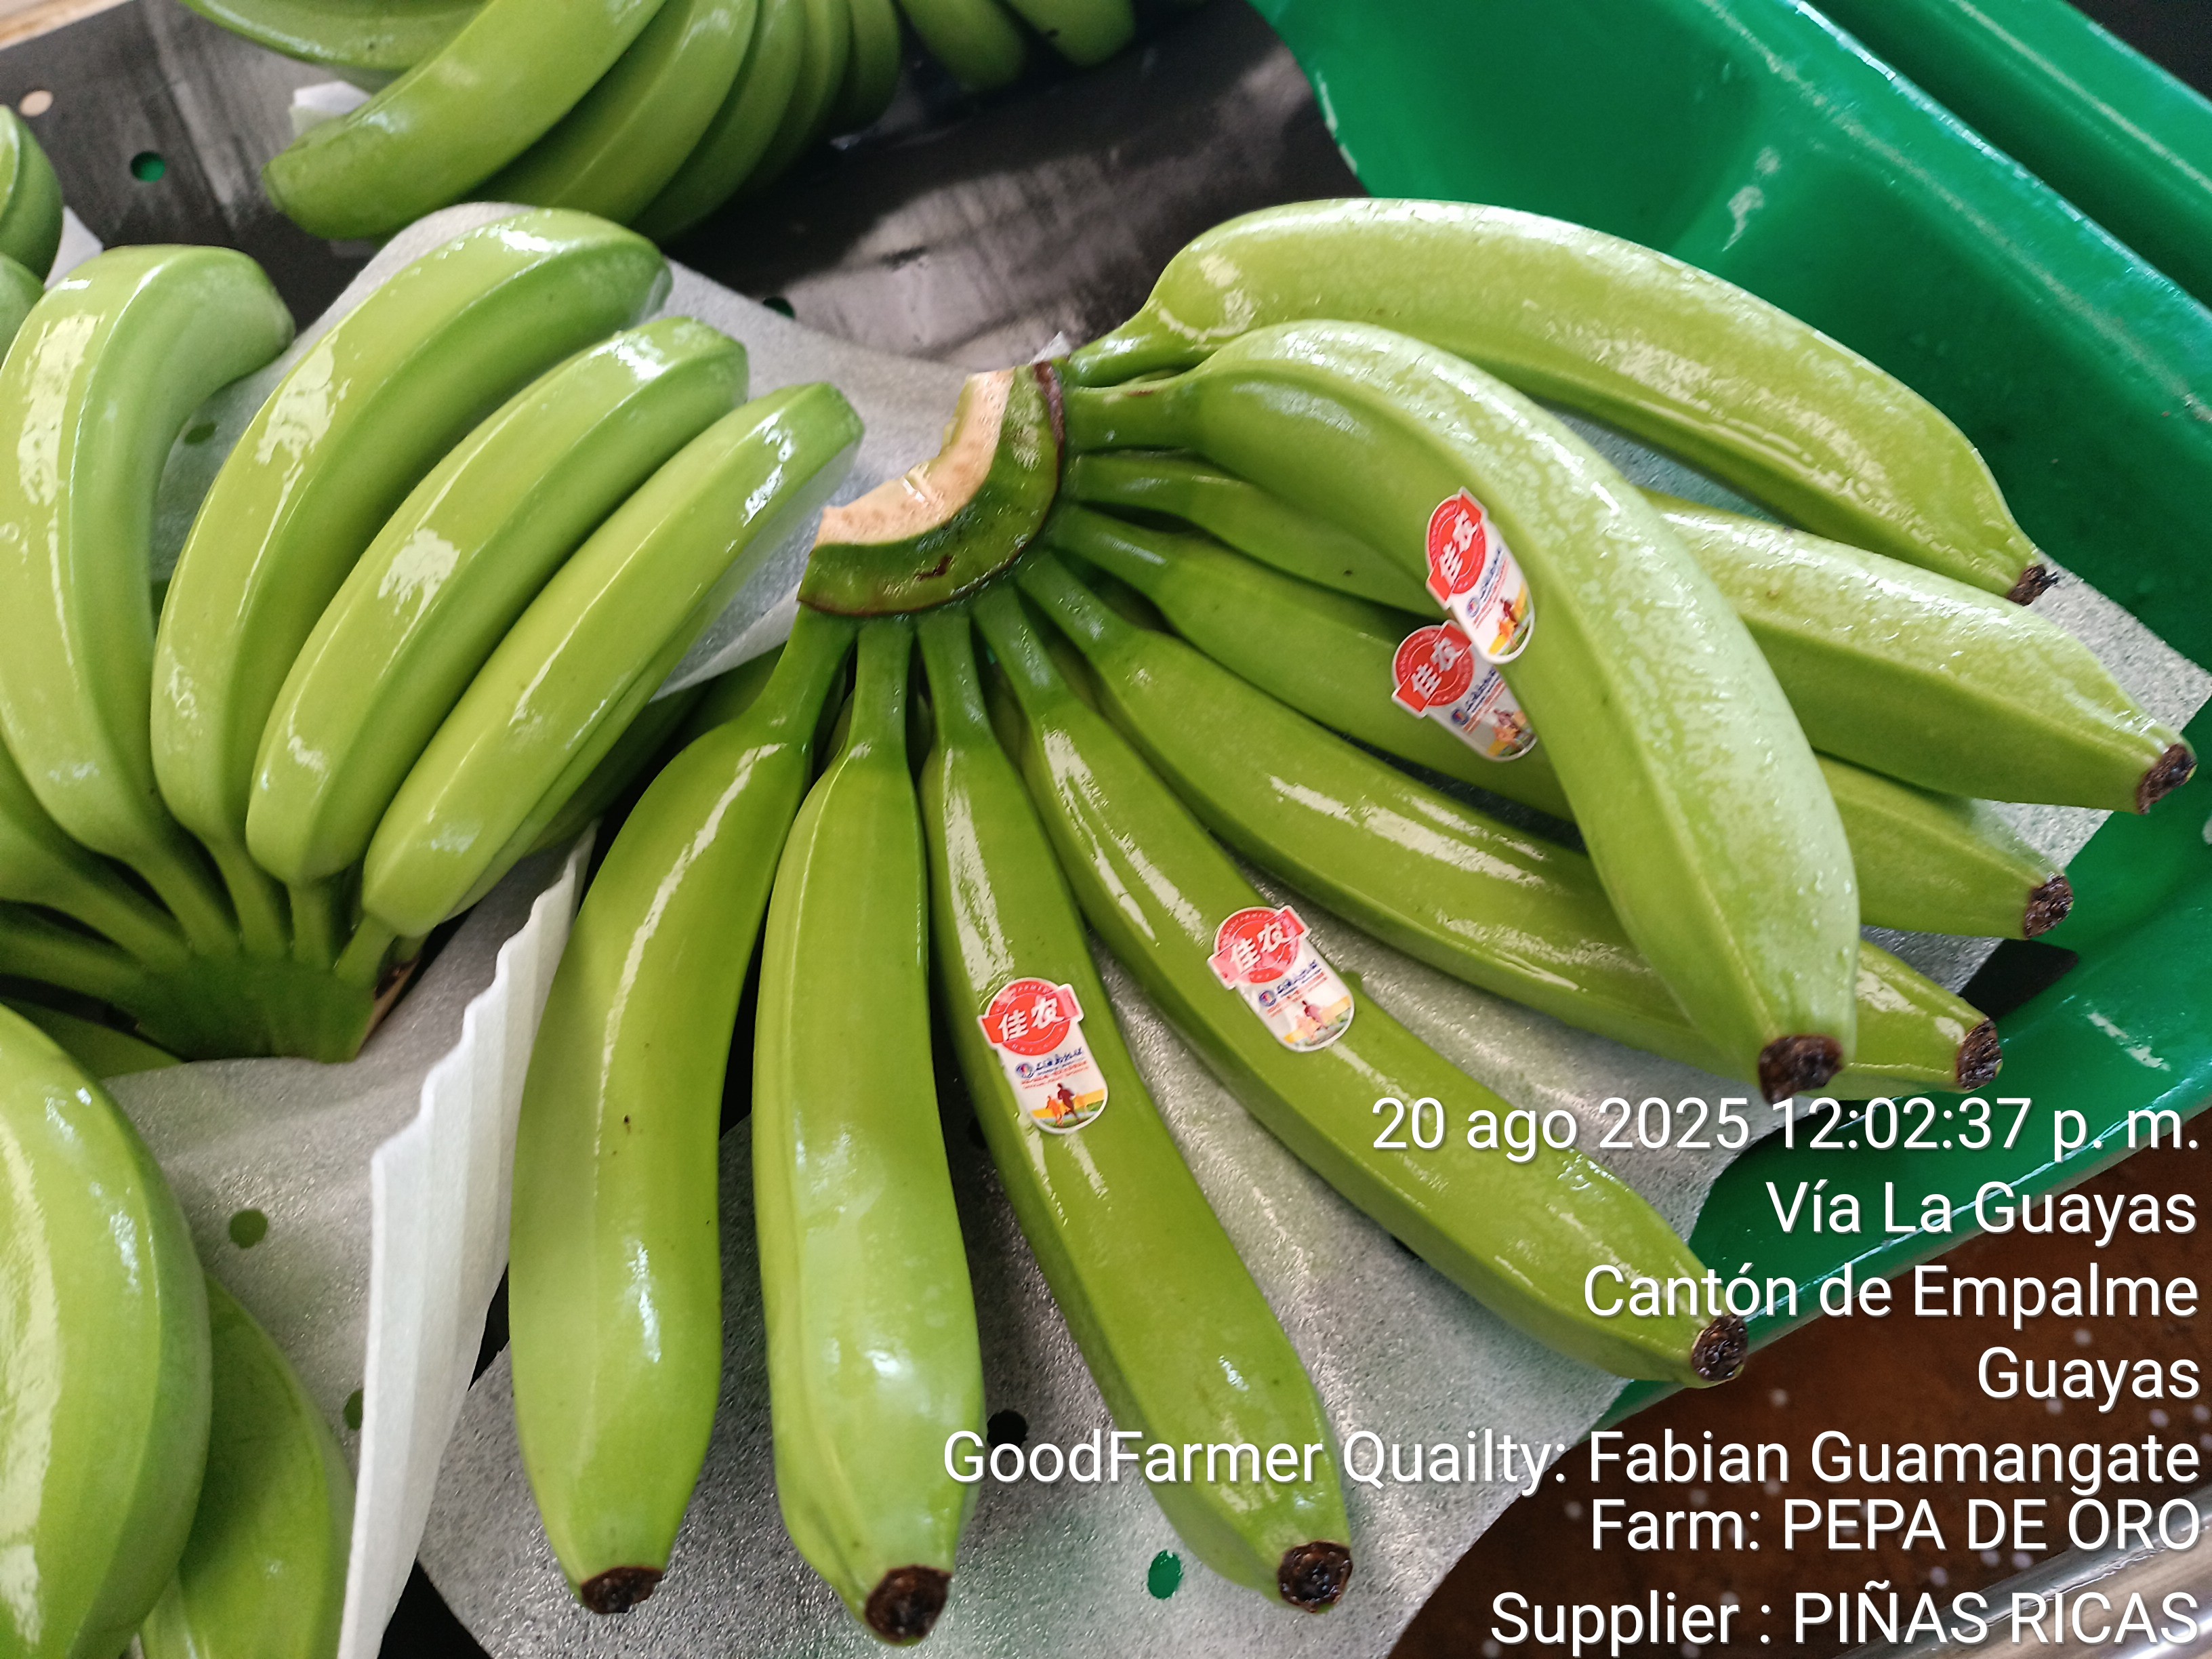 佳农
佳农
佳农
佳农
20 ago 2025 12:02:37 p. m.
Vía La Guayas
Cantón de Empalme
Guayas
GoodFarmer Quailty: Fabian Guamangate
Farm: PEPA DE ORO
Supplier : PIÑAS RICAS